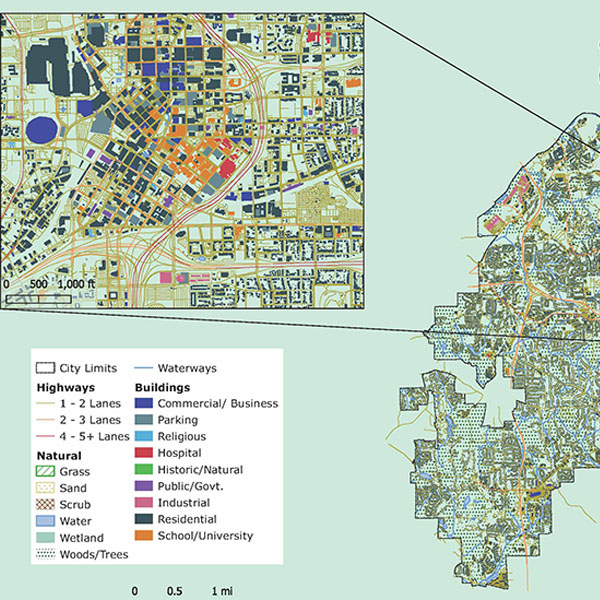 0 500 1,000 ft
City Limits
Waterways
Highways
1 - 2 Lanes
2 - 3 Lanes
4 - 5+ Lanes
Natural
Grass
Sand
Scrub
Water
Wetland
Woods/Trees
Buildings
Commercial/ Business
Parking
Religious
Hospital
Historic/Natural
Public/Govt.
Industrial
Residential
School/University
0 0.5 1 mi